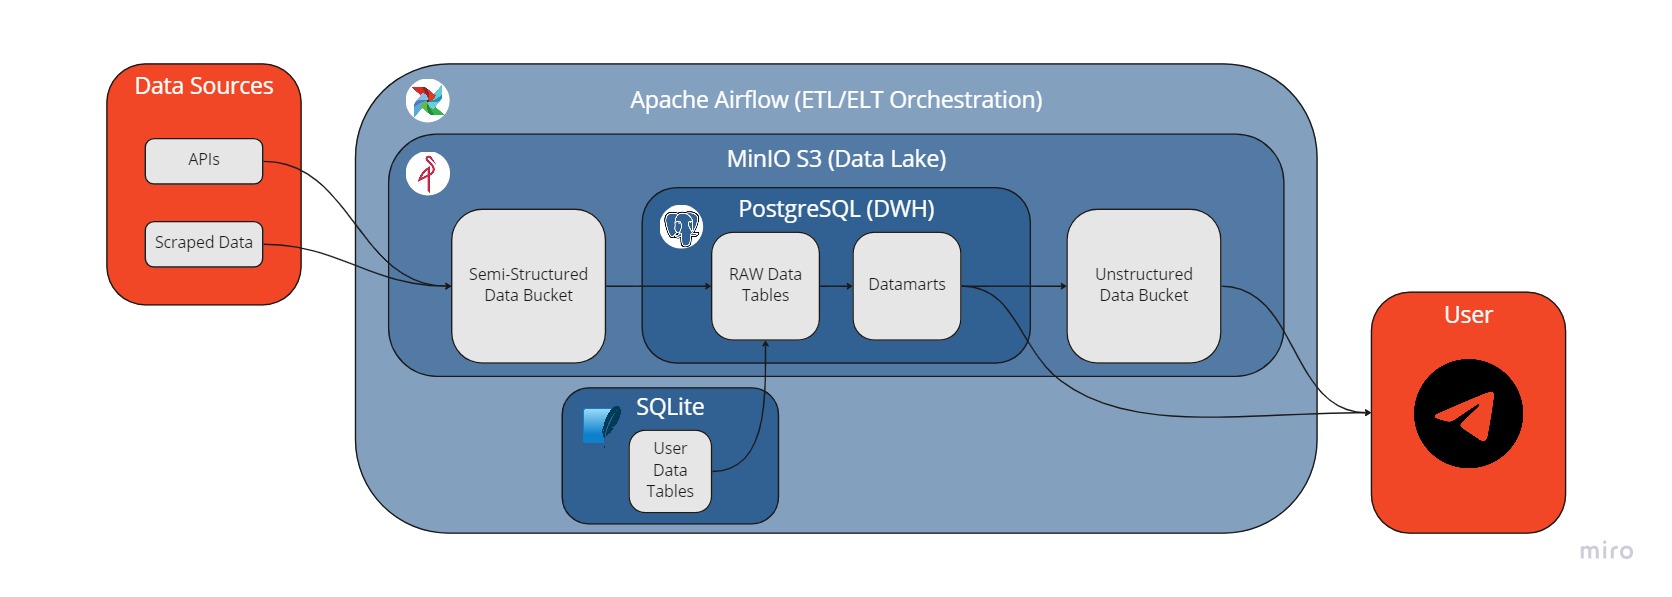 Data Sources
APIs
Scraped Data
Apache Airflow (ETL/ELT Orchestration)
MinIO S3 (Data Lake)
Semi-Structured
Data Bucket
PostgreSQL (DWH)
RAW Data
Tables
Datamarts
Unstructured
Data Bucket
SQLite
User
Data
Tables
User
miro